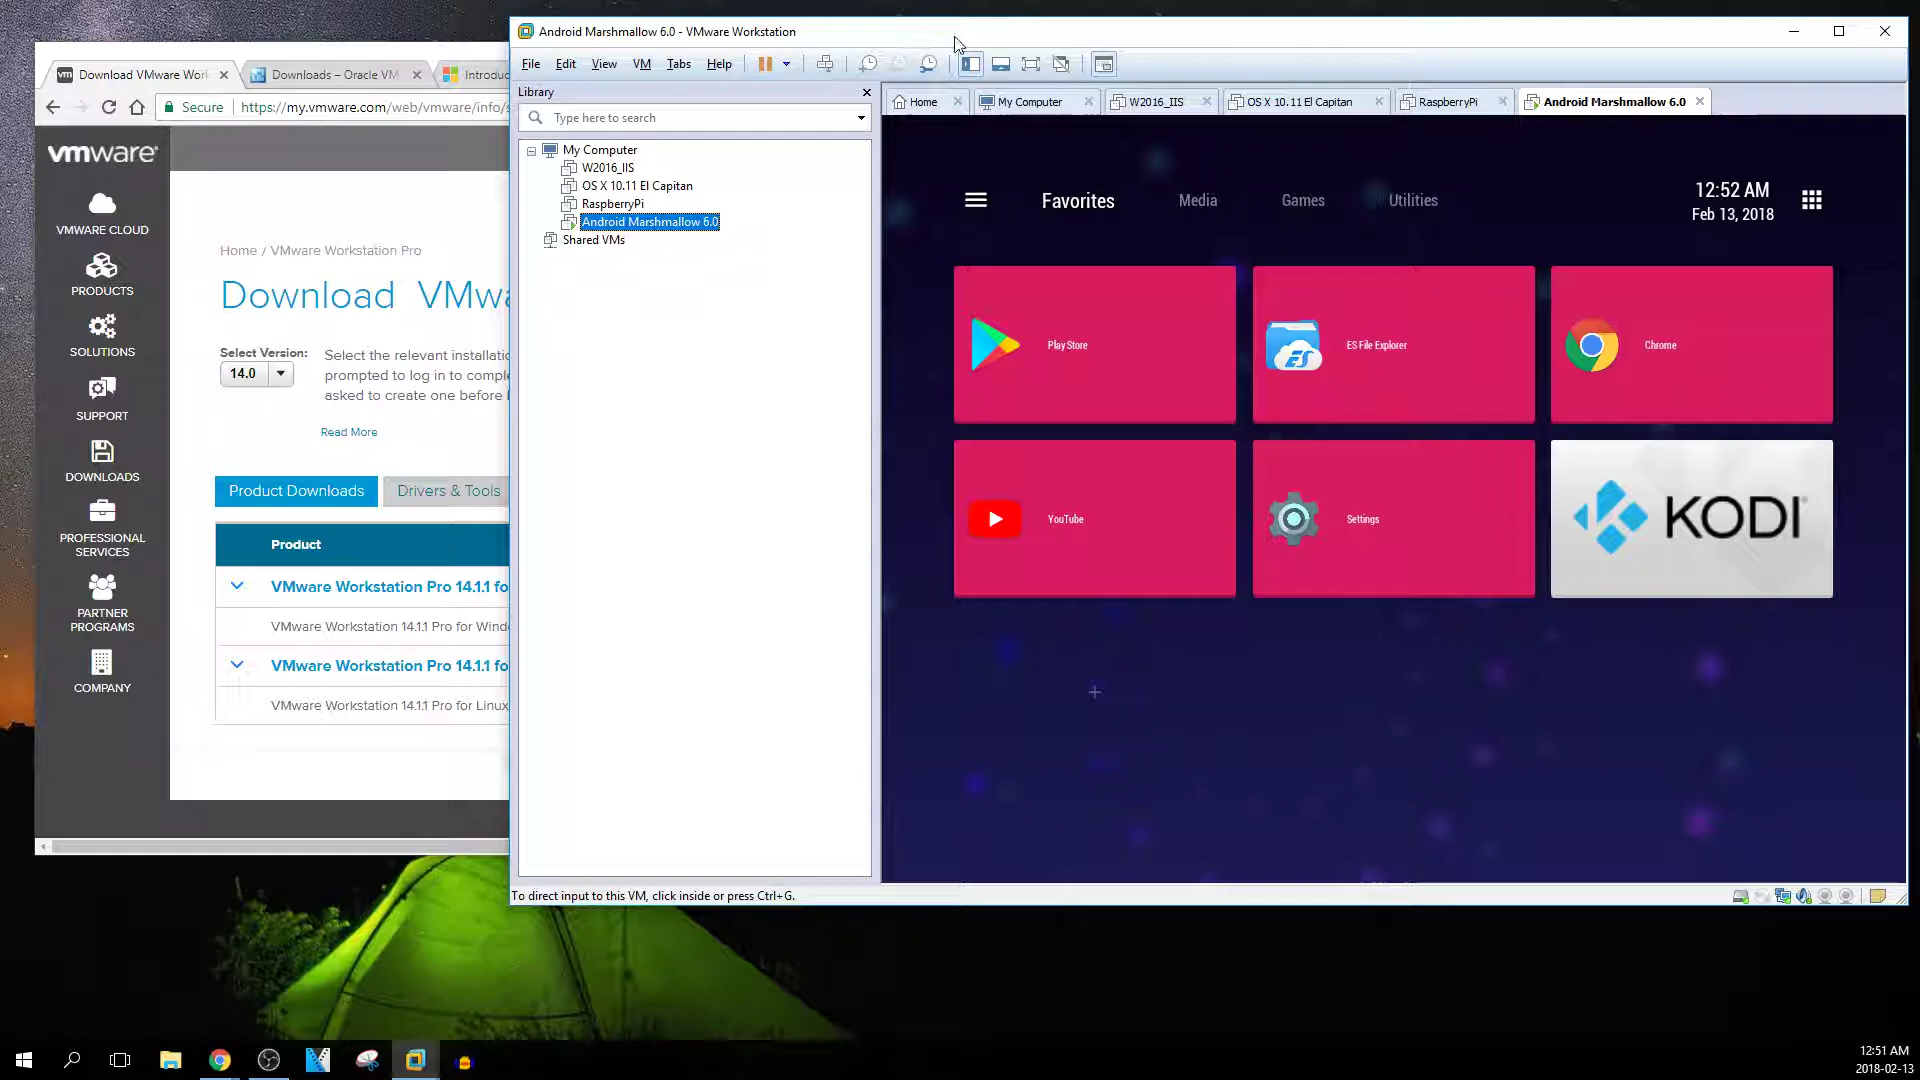 Download VMware Worl
Downloads – Oracle VM
Introduc
Secure
https://my.vmware.com/web/vmware/info/s
vmware
VMWARE CLOUD
PRODUCTS
SOLUTIONS
SUPPORT
DOWNLOADS
PROFESSIONAL
SERVICES
PARTNER
PROGRAMS
COMPANY
Home / VMware Workstation Pro
Download VMwa
Select Version:
14.0
Select the relevant installatio
prompted to log in to comple
asked to create one before
Read More
Product Downloads
Drivers & Tools
Product
VMware Workstation Pro 14.1.1 fo
VMware Workstation 14.1.1 Pro for Wind
VMware Workstation Pro 14.1.1 fo
VMware Workstation 14.1.1 Pro for Linux
Android Marshmallow 6.0 - VMware Workstation
File Edit View VM Tabs Help
Library
Type here to search
My Computer
W2016_IIS
OS X 10.11 El Capitan
RaspberryPi
Android Marshmallow 6.0
Shared VMs
Home
My Computer
W2016_IIS
OS X 10.11 El Capitan
RaspberryPi
Android Marshmallow 6.0
Favorites
Media
Games
Utilities
12:52 AM
Feb 13, 2018
Play Store
ES
ES File Explorer
Chrome
YouTube
Settings
KODI
To direct input to this VM, click inside or press Ctrl+G.
12:51 AM
2018-02-13